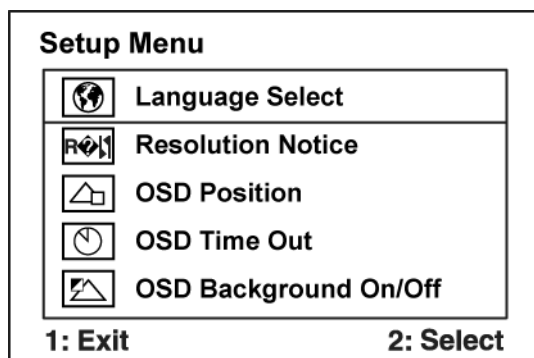 Setup Menu
Language Select
Resolution Notice
OSD Position
OSD Time Out
OSD Background On/Off
1: Exit
2: Select